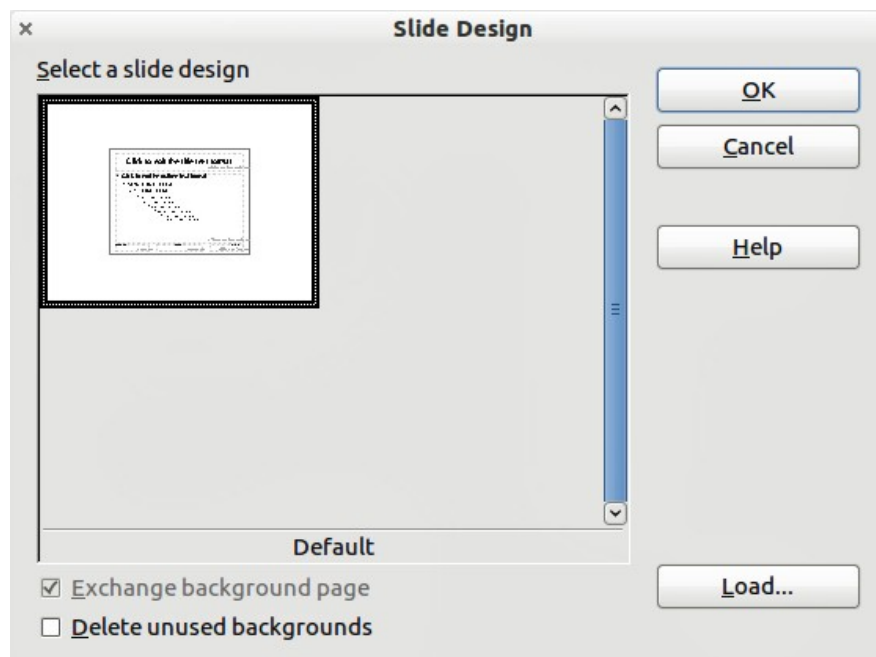 Slide Design
Select a slide design
OK
Cancel
Help
Default
Exchange background page
Load...
Delete unused backgrounds